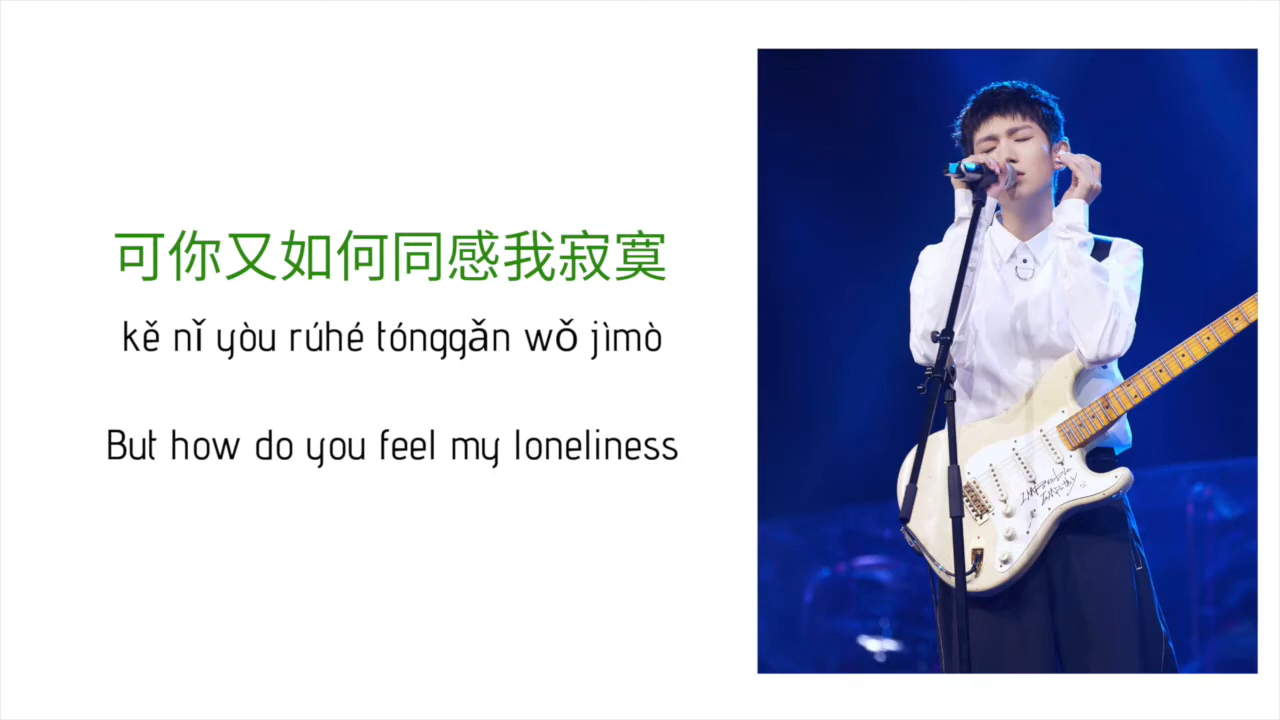 可你又如何同感我寂寞
kě nǐ yòu rúhé tónggǎn wǒ jìmò
But how do you feel my loneliness